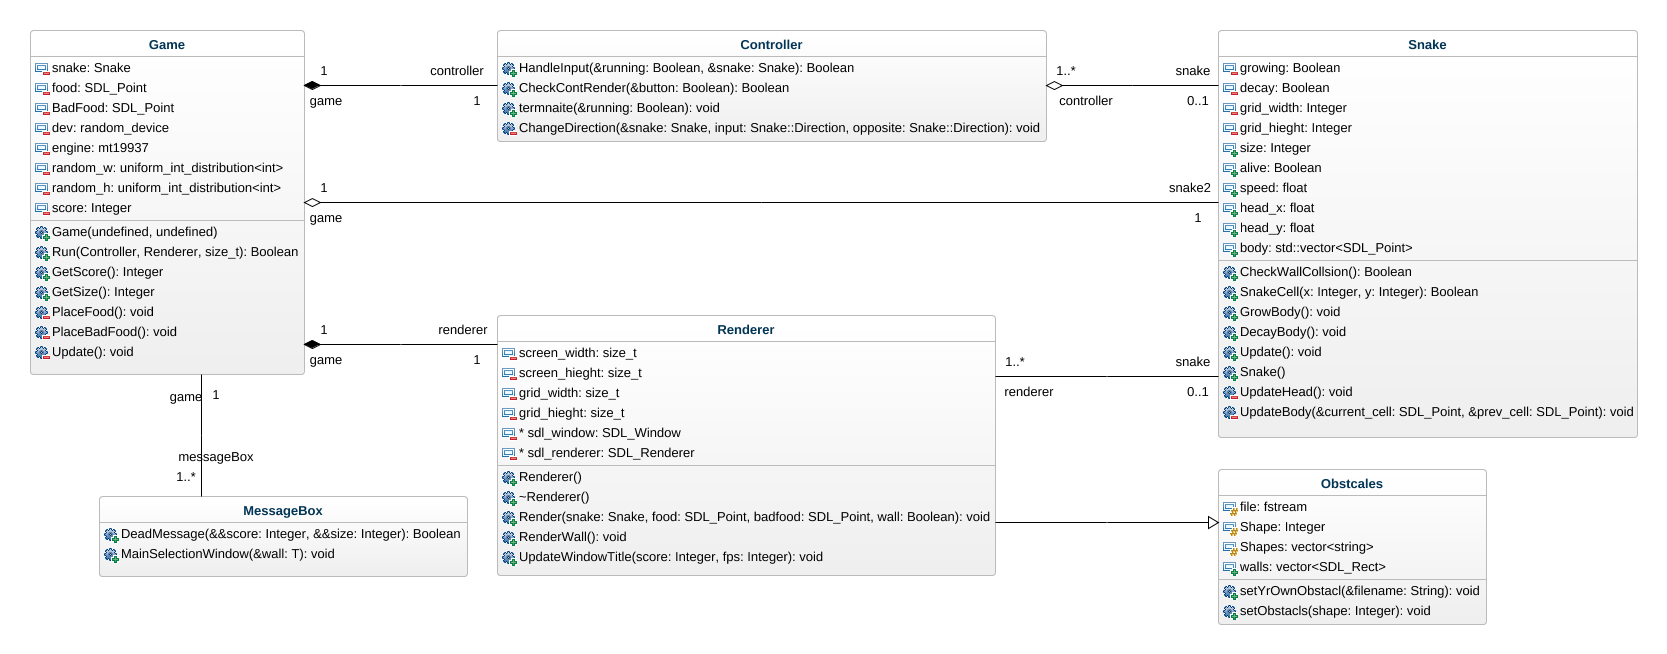 Game
snake: Snake
food: SDL_Point
BadFood: SDL_Point
dev: random_device
engine: mt19937
random_w: uniform_int_distribution<int>
random_h: uniform_int_distribution<int>
score: Integer
Game(undefined, undefined)
Run(Controller, Renderer, size_t): Boolean
GetScore(): Integer
GetSize(): Integer
PlaceFood(): void
PlaceBadFood(): void
Update(): void
1
controller
game
1
Controller
HandleInput(&running: Boolean, &snake: Snake): Boolean
CheckContRender(&button: Boolean): Boolean
termnaite(&running: Boolean): void
ChangeDirection(&snake: Snake, input: Snake::Direction, opposite: Snake::Direction): void
1..*
snake
controller
0..1
Snake
growing: Boolean
decay: Boolean
grid_width: Integer
grid_hieght: Integer
size: Integer
alive: Boolean
speed: float
head_x: float
head_y: float
body: std::vector<SDL_Point>
CheckWallCollsion(): Boolean
SnakeCell(x: Integer, y: Integer): Boolean
GrowBody(): void
DecayBody(): void
Update(): void
Snake()
UpdateHead(): void
UpdateBody(&current_cell: SDL_Point, &prev_cell: SDL_Point): void
1
snake2
game
1
1
renderer
game
1
Renderer
screen_width: size_t
screen_hieght: size_t
grid_width: size_t
grid_hieght: size_t
* sdl_window: SDL_Window
* sdl_renderer: SDL_Renderer
Renderer()
~Renderer()
Render(snake: Snake, food: SDL_Point, badfood: SDL_Point, wall: Boolean): void
RenderWall(): void
UpdateWindowTitle(score: Integer, fps: Integer): void
1..*
snake
renderer
0..1
game
1
messageBox
1..*
MessageBox
DeadMessage(&&score: Integer, &&size: Integer): Boolean
MainSelectionWindow(&wall: T): void
Obstcales
file: fstream
Shape: Integer
Shapes: vector<string>
walls: vector<SDL_Rect>
setYrOwnObstacl(&filename: String): void
setObstacls(shape: Integer): void